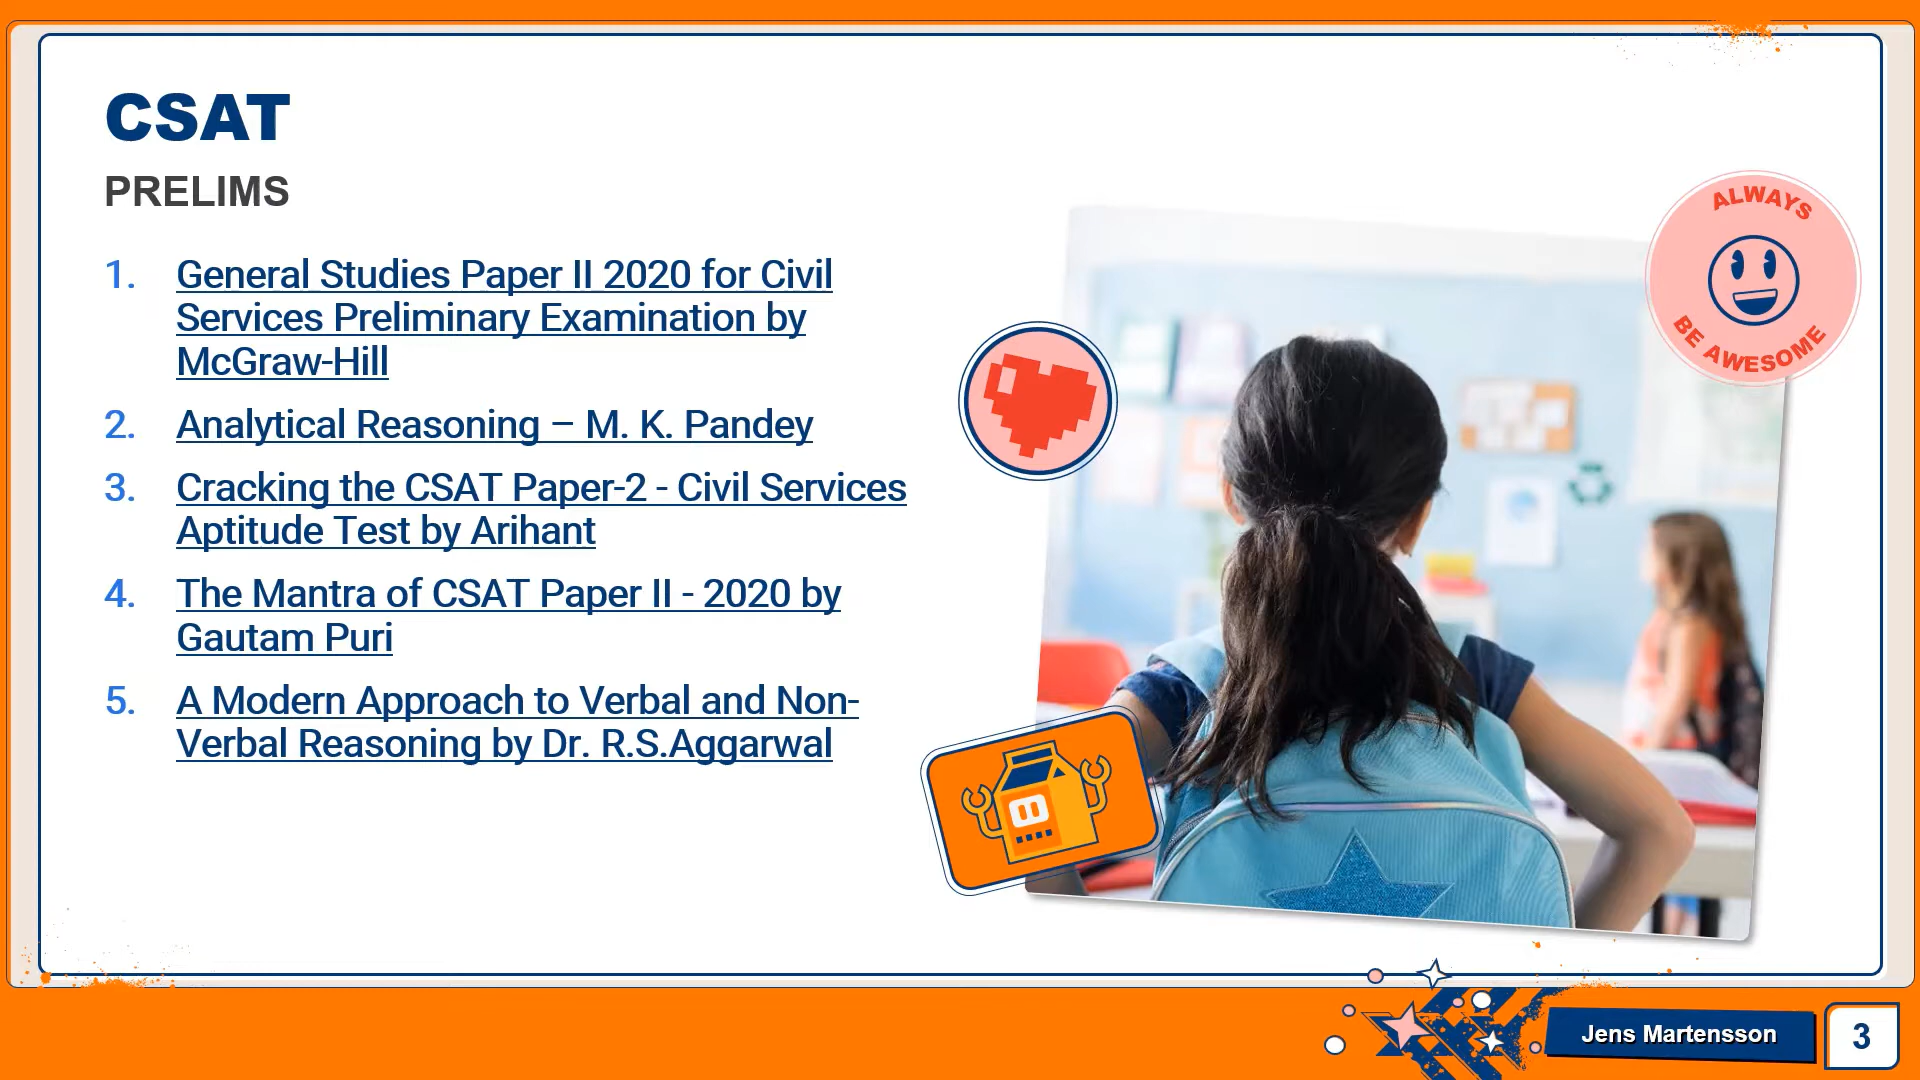 CSAT
PRELIMS
1. General Studies Paper II 2020 for Civil
Services Preliminary Examination by
McGraw-Hill
2. Analytical Reasoning – M. K. Pandey
3. Cracking the CSAT Paper-2 - Civil Services
Aptitude Test by Arihant
4. The Mantra of CSAT Paper II - 2020 by
Gautam Puri
5. A Modern Approach to Verbal and Non-
Verbal Reasoning by Dr. R.S.Aggarwal
ALWAYS
BE AWESOME
Jens Martensson
3